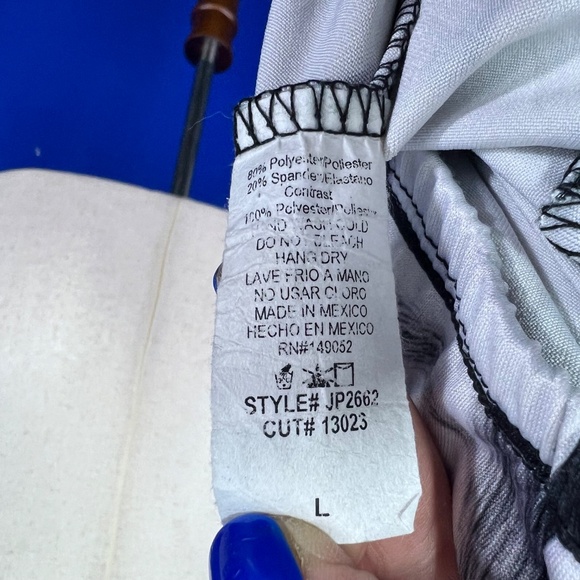 80% Polyester/Poliester
20% Spandex/Elastano
Contrast
100% Polyester/Poliester
HAND WASH COLD
DO NOT BLEACH
HANG DRY
LAVE FRIO A MANO
NO USAR CLORO
MADE IN MEXICO
HECHO EN MEXICO
RN#149052
STYLE# JP2662
CUT# 13023
L